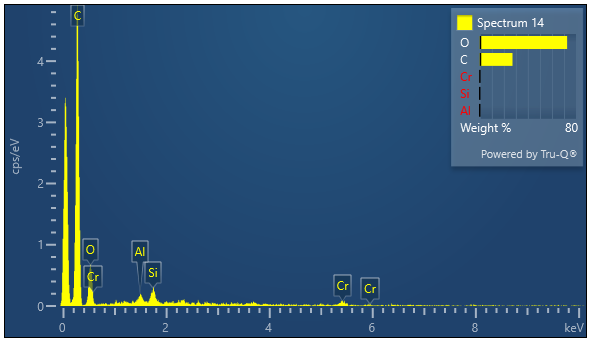 C
Spectrum 14
O
C
Cr
Si
Al
Weight % 80
Powered by Tru-Q®
4
3
cps/eV
2
1
O
Al
Si
Cr
Cr
Cr
0
0 2 4 6 8 keV